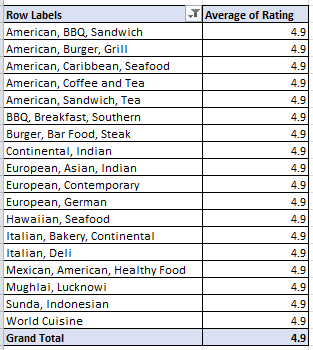 Row Labels Average of Rating
American, BBQ, Sandwich 4.9
American, Burger, Grill 4.9
American, Caribbean, Seafood 4.9
American, Coffee and Tea 4.9
American, Sandwich, Tea 4.9
BBQ, Breakfast, Southern 4.9
Burger, Bar Food, Steak 4.9
Continental, Indian 4.9
European, Asian, Indian 4.9
European, Contemporary 4.9
European, German 4.9
Hawaiian, Seafood 4.9
Italian, Bakery, Continental 4.9
Italian, Deli 4.9
Mexican, American, Healthy Food 4.9
Mughlai, Lucknowi 4.9
Sunda, Indonesian 4.9
World Cuisine 4.9
Grand Total 4.9